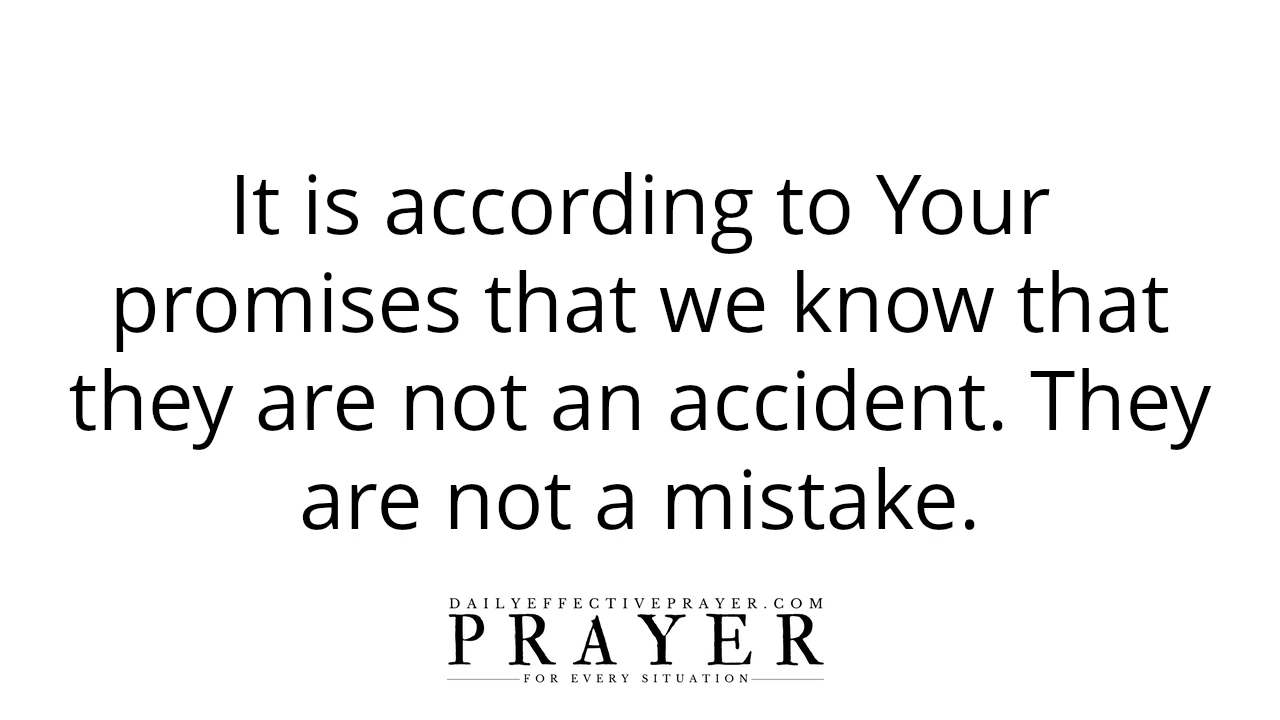 It is according to Your
promises that we know that
they are not an accident. They
are not a mistake.
DAILYEFFECTIVEPRAYER.COM
PRAYER
FOR EVERY SITUATION